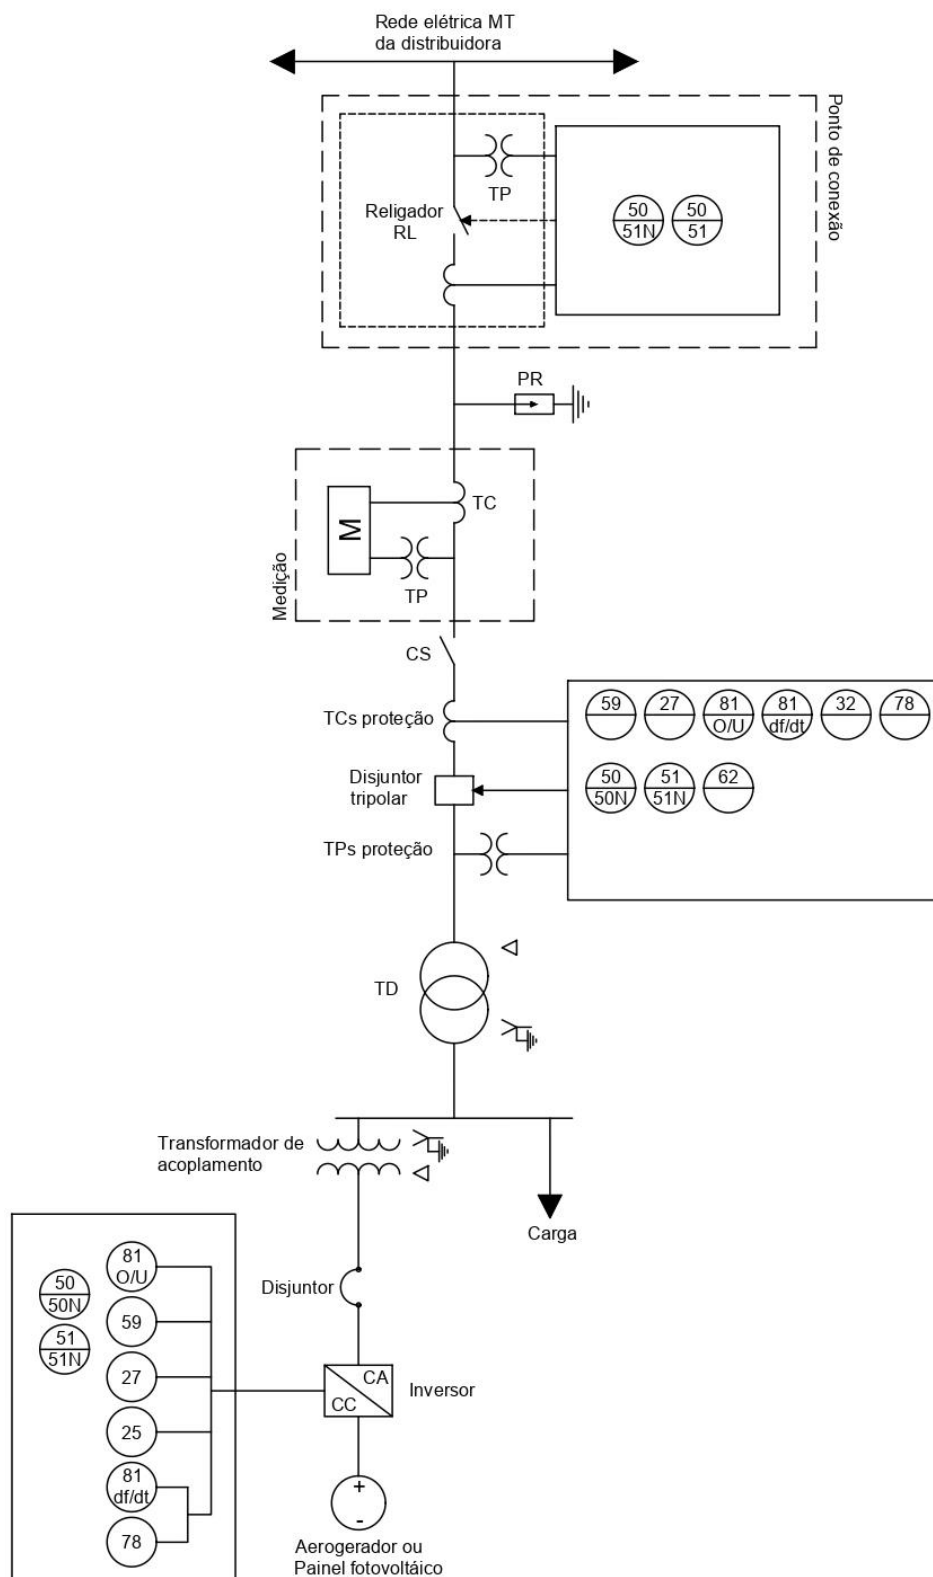 Rede elétrica MT
da distribuidora
Ponto de conexão
TP
Religador
RL
50
51N
50
51
PR
Medição
M
TC
TP
CS
TCs proteção
59
27
81
O/U
81
df/dt
32
78
Disjuntor
tripolar
50
50N
51
51N
62
TPs proteção
TD
Transformador de
acoplamento
Carga
81
O/U
50
50N
59
51
51N
27
25
81
df/dt
78
Disjuntor
CA
CC
Inversor
+
-
Aerogerador ou
Painel fotovoltáico